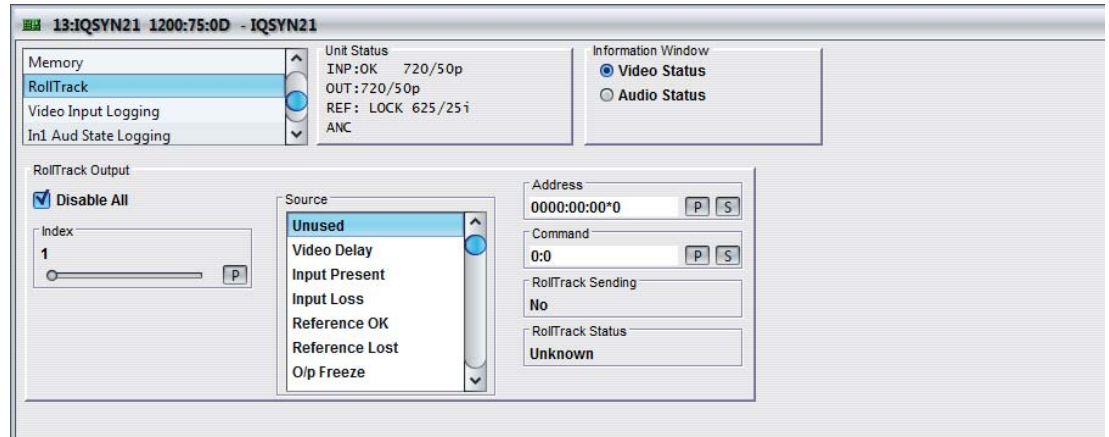 13:IQSYN21 1200:75:0D - IQSYN21
Memory
RollTrack
Video Input Logging
In1 Aud State Logging
Unit Status
INP:OK 720/50p
OUT:720/50p
REF: LOCK 625/25i
ANC
Information Window
Video Status
Audio Status
RollTrack Output
Disable All
Index
1
P
Source
Unused
Video Delay
Input Present
Input Loss
Reference OK
Reference Lost
O/p Freeze
Address
0000:00:00*0 P S
Command
0:0 P S
RollTrack Sending
No
RollTrack Status
Unknown